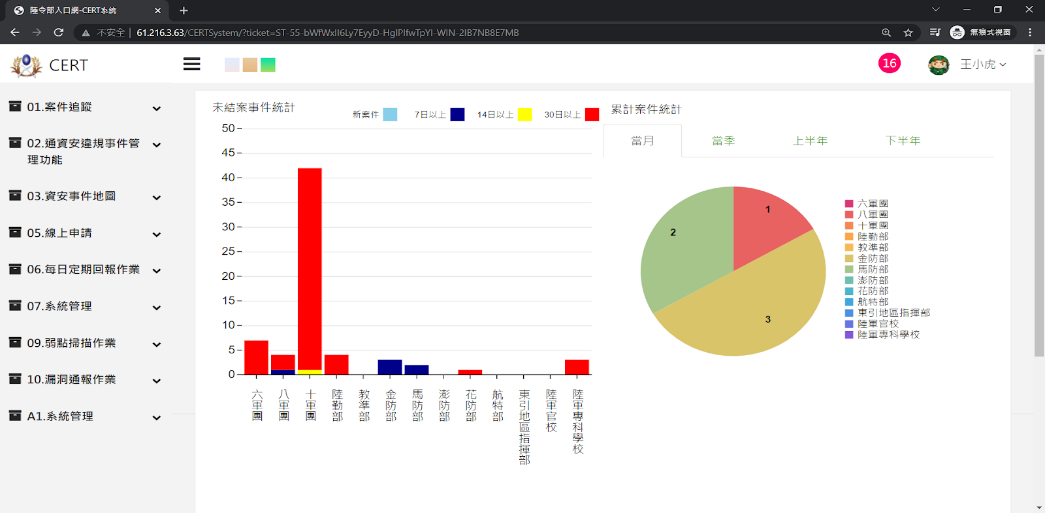 陸令部入口網-CERT系統
不安全 | 61.216.3.63/CERTSystem/?ticket=ST-55-bWfWxII6Ly7EyyD-HgIPIfwTpYI-WIN-2IB7NB8E7MB
無痕式視窗
CERT
16
王小虎
01.案件追蹤
02.通資安違規事件管
理功能
03.資安事件地圖
05.線上申請
06.每日定期回報作業
07.系統管理
09.弱點掃描作業
10.漏洞通報作業
A1.系統管理
未結案事件統計
新案件 7日以上 14日以上 30日以上
50
45
40
35
30
25
20
15
10
5
0
六軍團 八軍團 十軍團 陸勤部 教準部 金防部 馬防部 澎防部 花防部 航特部 東引地區指揮部 陸軍官校 陸軍專科學校
累計案件統計
當月 當季 上半年 下半年
1
2
3
六軍團
八軍團
十軍團
陸勤部
教準部
金防部
馬防部
澎防部
花防部
航特部
東引地區指揮部
陸軍官校
陸軍專科學校